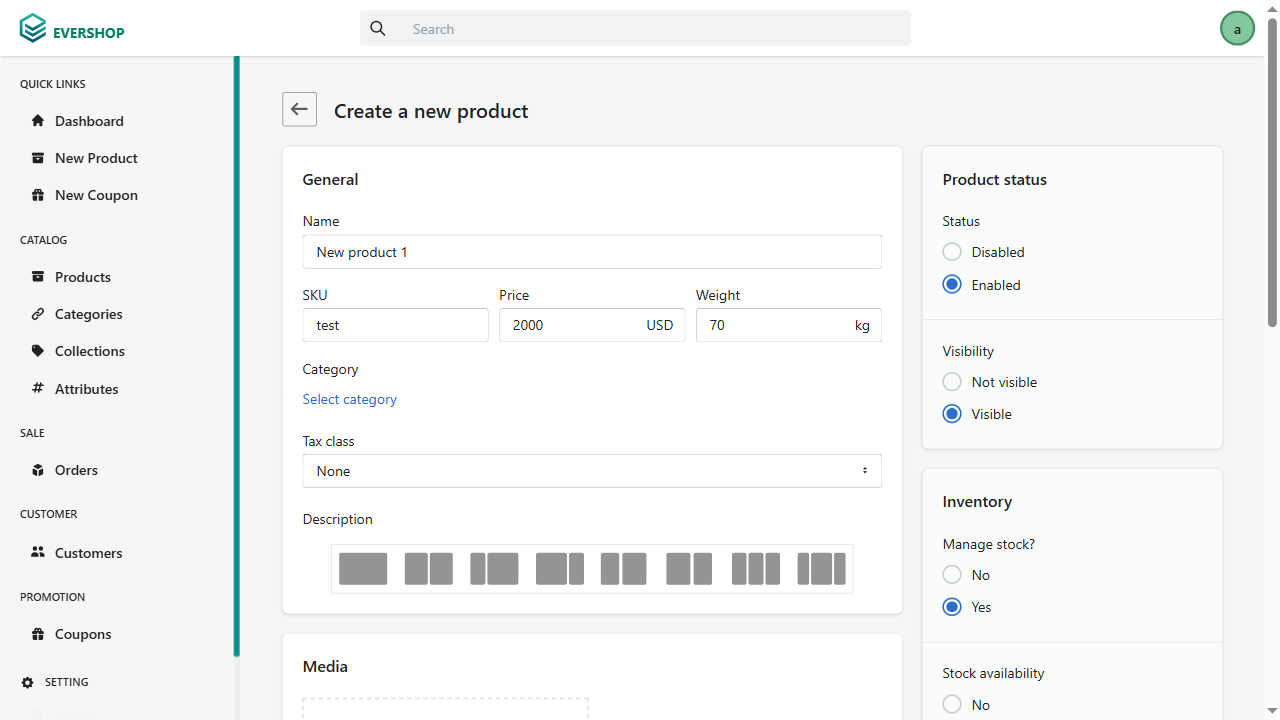 EVERSHOP
Search
a
QUICK LINKS
Dashboard
New Product
New Coupon
CATALOG
Products
Categories
Collections
Attributes
SALE
Orders
CUSTOMER
Customers
PROMOTION
Coupons
SETTING
Create a new product
General
Name
New product 1
SKU
Price
Weight
test
2000 USD
70 kg
Category
Select category
Tax class
None
Description
Media
Product status
Status
Disabled
Enabled
Visibility
Not visible
Visible
Inventory
Manage stock?
No
Yes
Stock availability
No